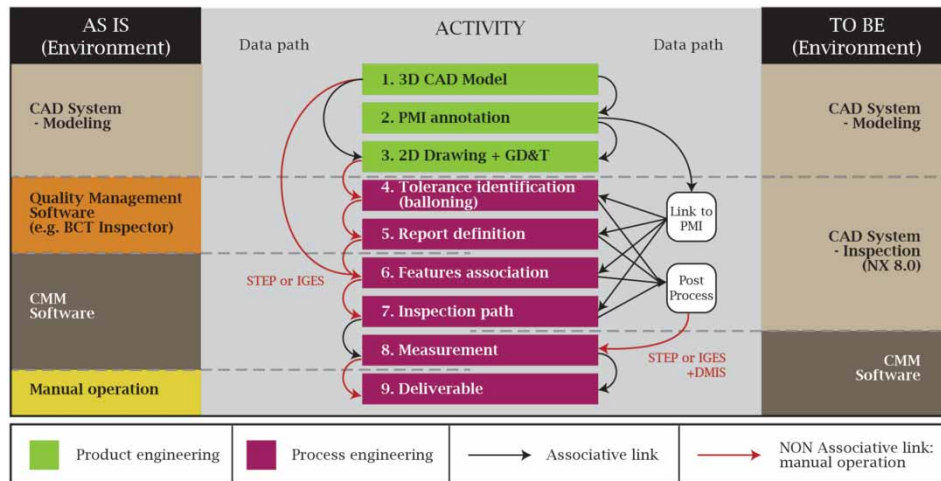 AS IS
(Environment)
Data path
ACTIVITY
Data path
TO BE
(Environment)
CAD System
- Modeling
Quality Management
Software
(e.g. BCT Inspector)
CMM
Software
Manual operation
STEP or IGES
1. 3D CAD Model
2. PMI annotation
3. 2D Drawing + GD&T
4. Tolerance identification
(balloning)
5. Report definition
6. Features association
7. Inspection path
8. Measurement
9. Deliverable
Link to
PMI
Post
Process
STEP or IGES
+DMIS
CAD System
- Modeling
CAD System
- Inspection
(NX 8.0)
CMM
Software
Product engineering
Process engineering
Associative link
NON Associative link:
manual operation